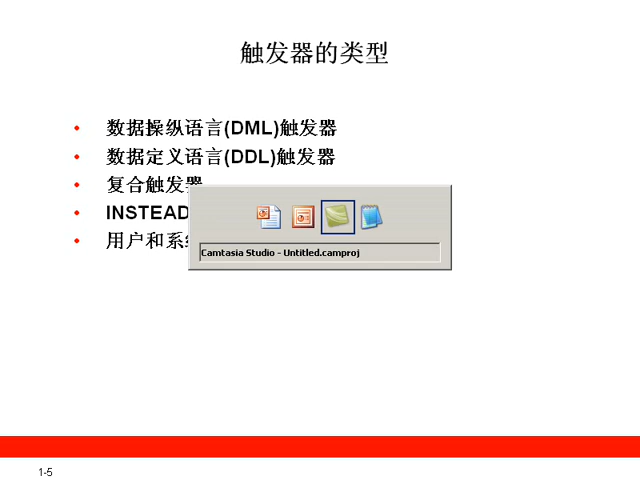 触发器的类型
• 数据操纵语言(DML)触发器
• 数据定义语言(DDL)触发器
• 复合触发器
• INSTEAD
• 用户和系
Camtasia Studio - Untitled.camproj
1-5